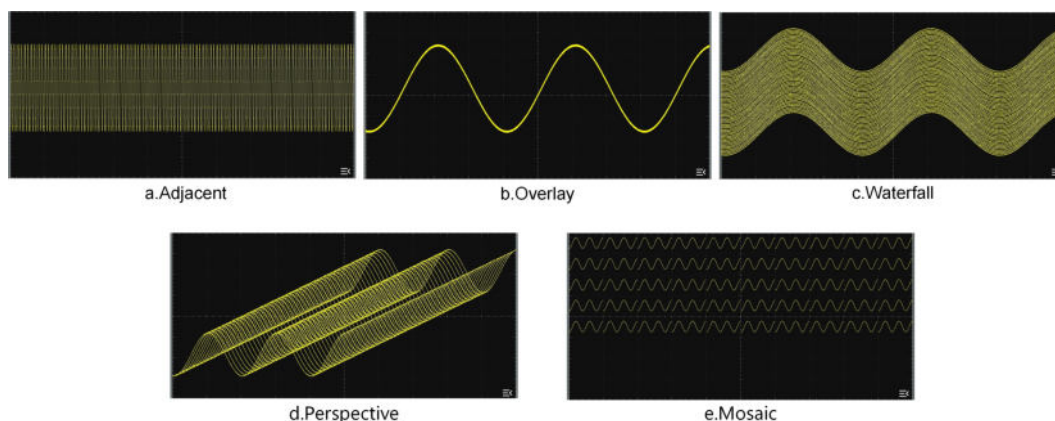 a.Adjacent
b.Overlay
c.Waterfall
d.Perspective
e.Mosaic